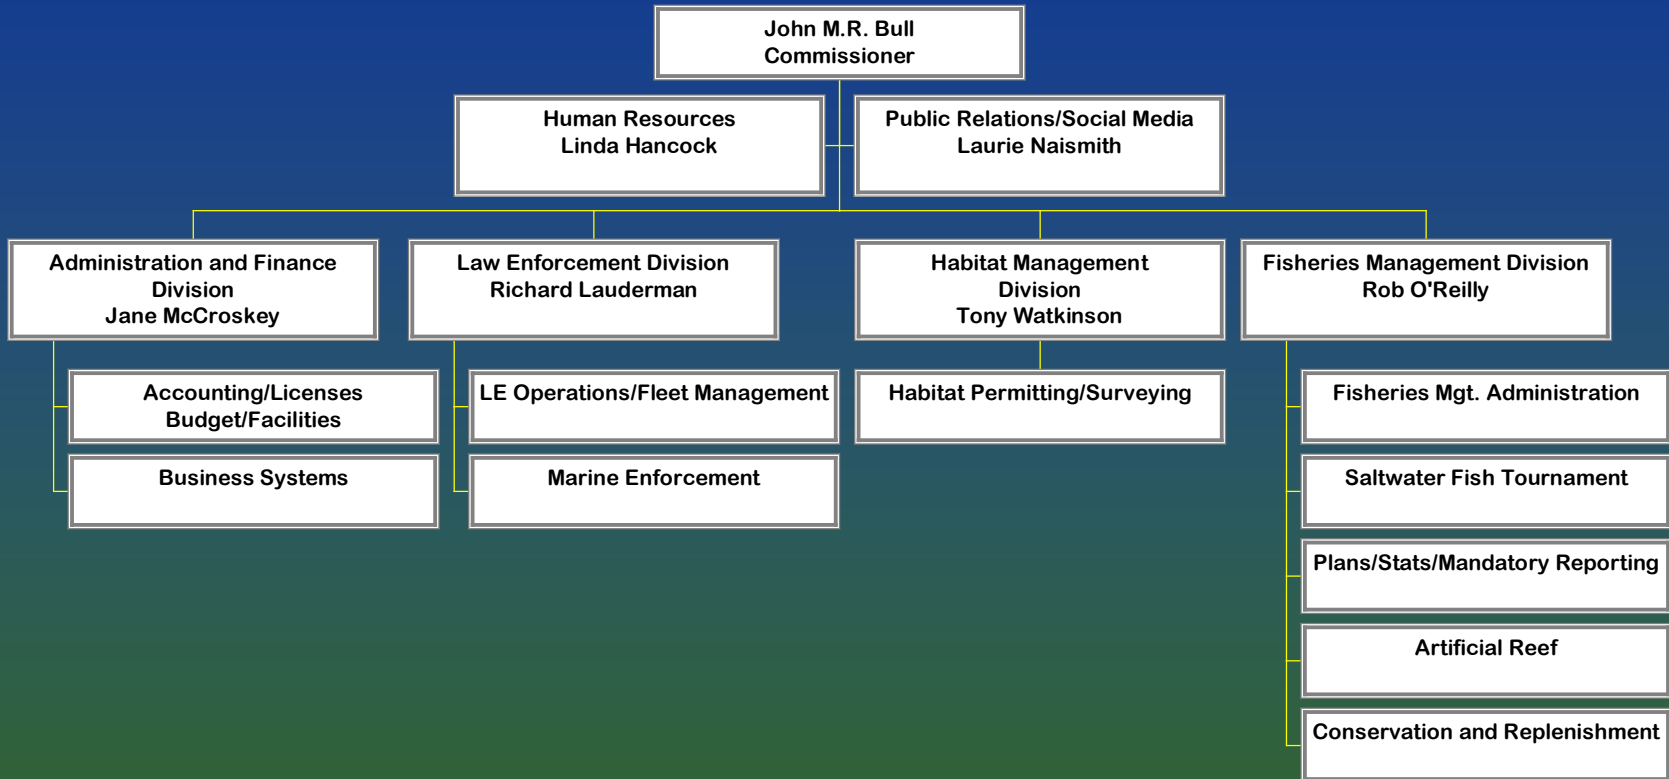 John M.R. Bull
Commissioner
Human Resources
Linda Hancock
Public Relations/Social Media
Laurie Naismith
Administration and Finance
Division
Jane McCroskey
Law Enforcement Division
Richard Lauderman
Habitat Management
Division
Tony Watkinson
Fisheries Management Division
Rob O'Reilly
Accounting/Licenses
Budget/Facilities
Business Systems
LE Operations/Fleet Management
Marine Enforcement
Habitat Permitting/Surveying
Fisheries Mgt. Administration
Saltwater Fish Tournament
Plans/Stats/Mandatory Reporting
Artificial Reef
Conservation and Replenishment